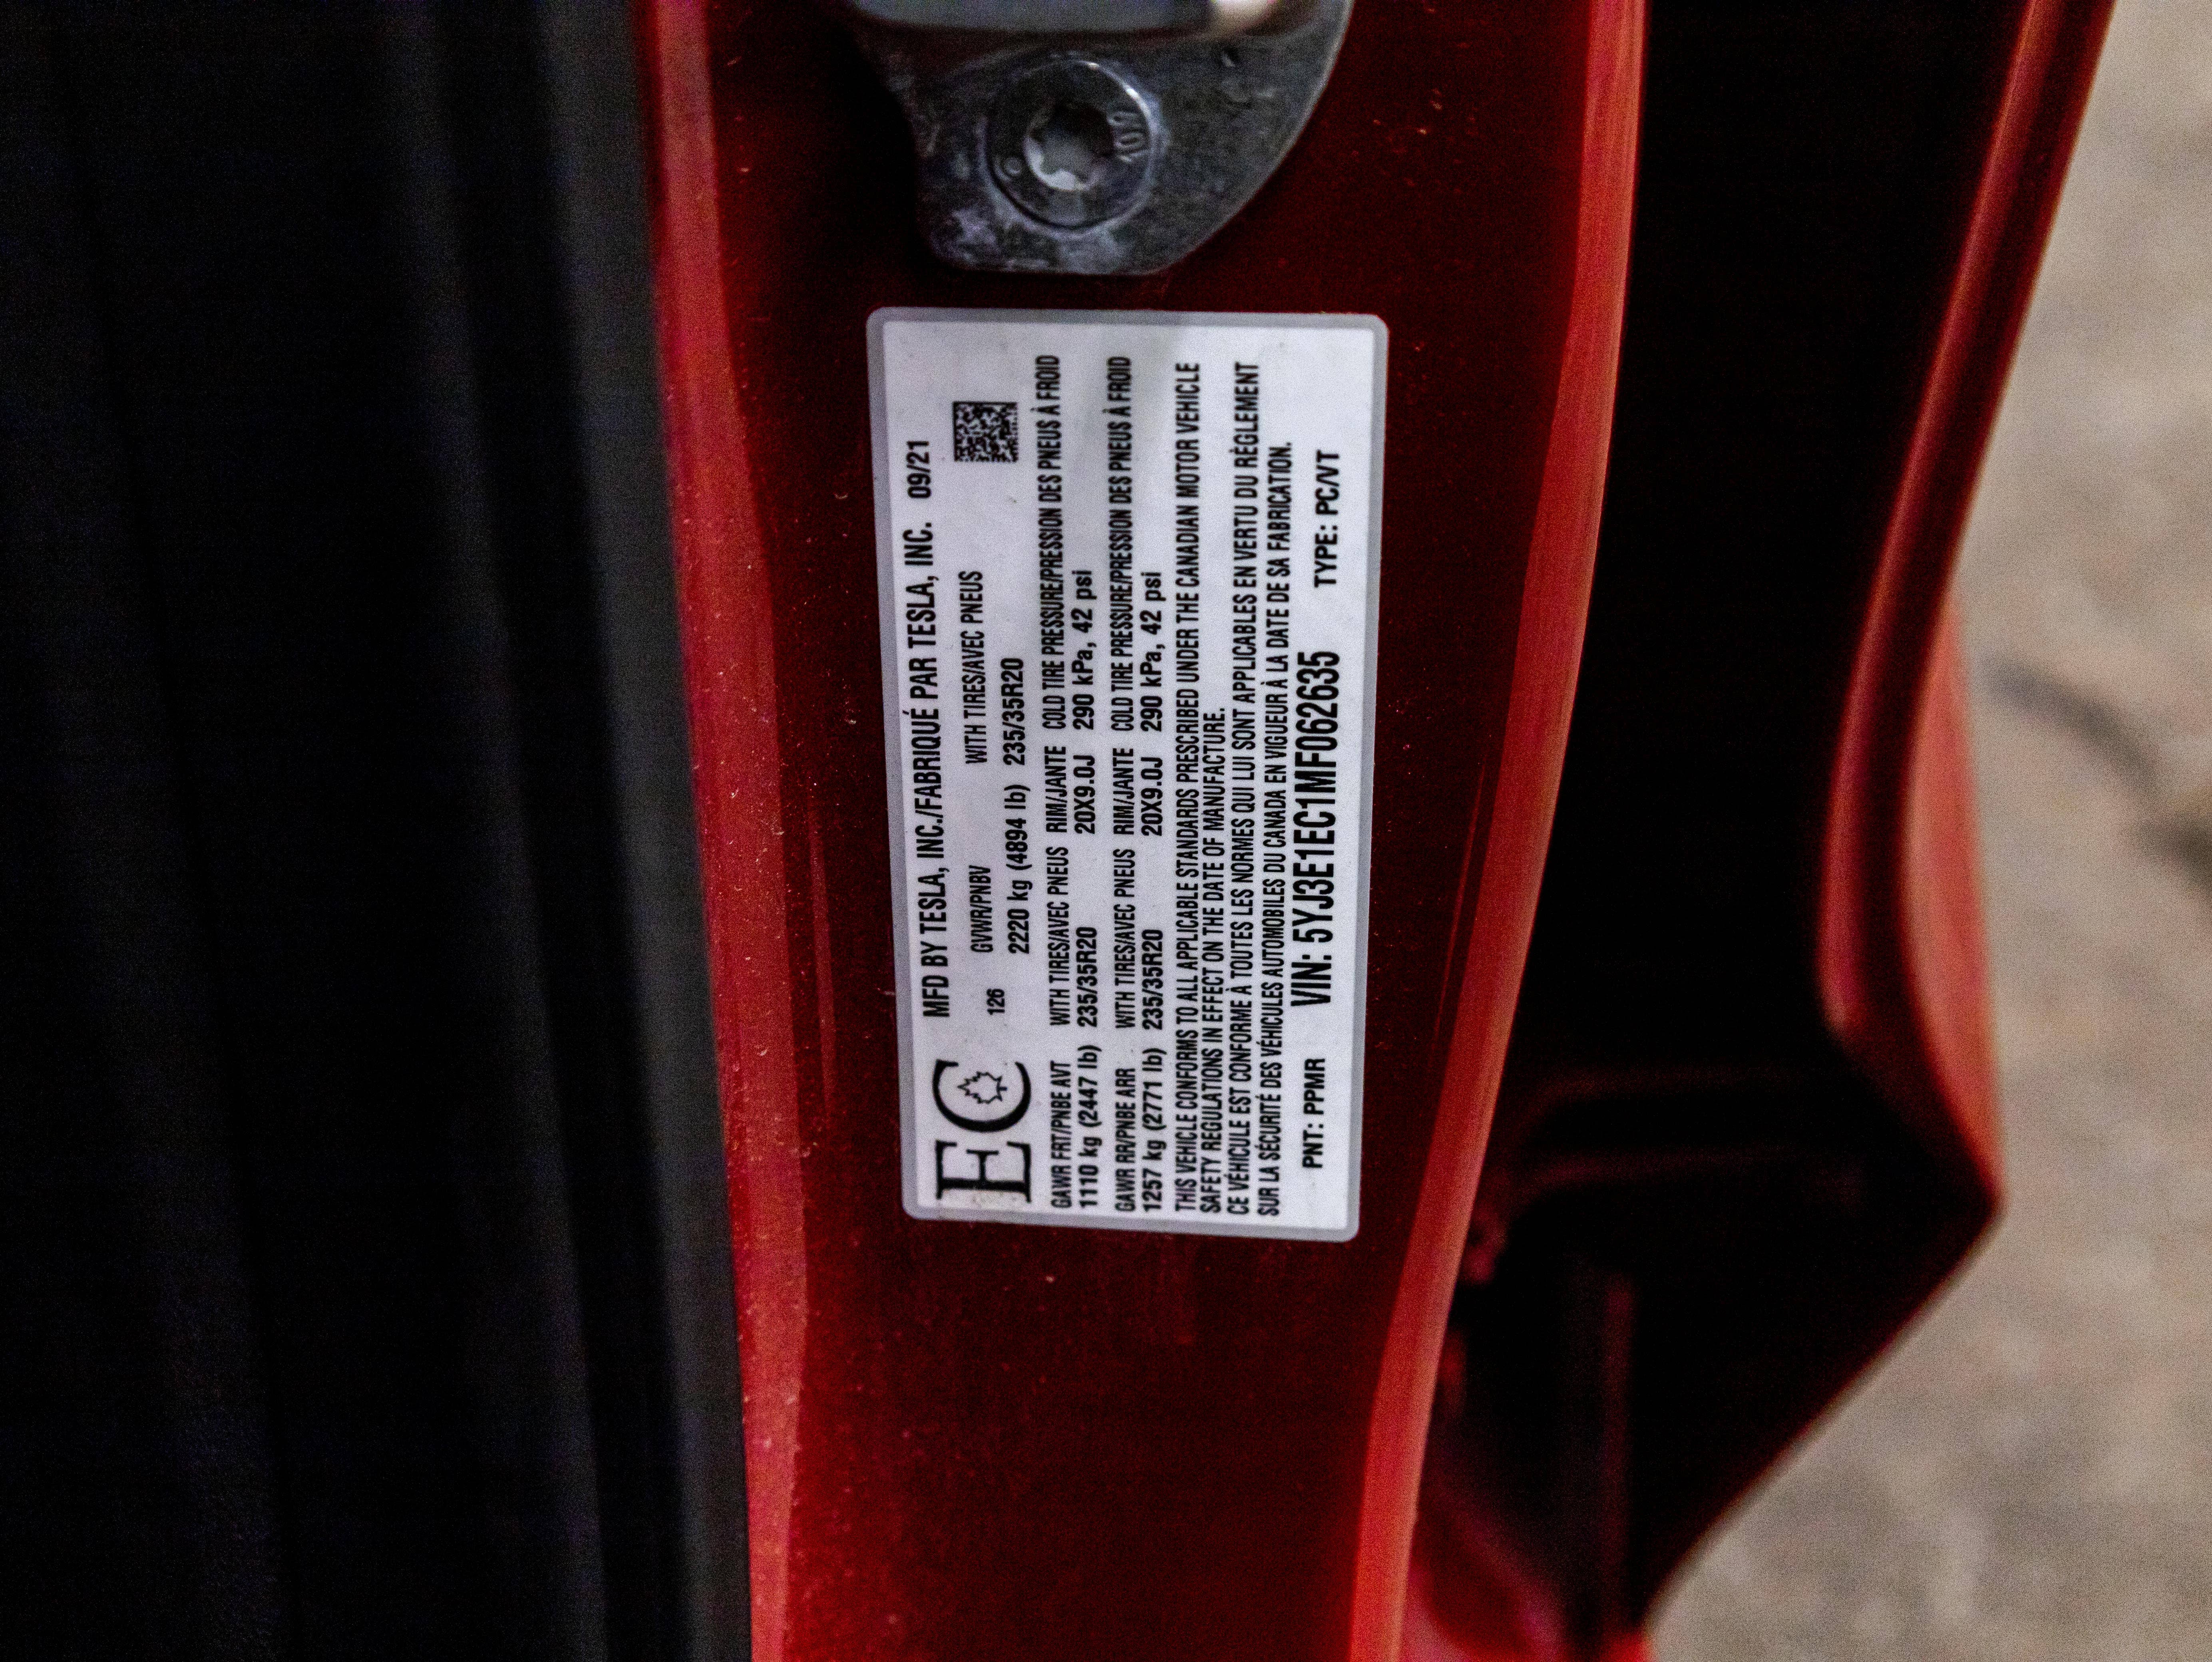 MFD BY TESLA, INC./FABRIQUÉ PAR TESLA, INC. 09/21
EC
126 GVWR/PNBV WITH TIRES/AVEC PNEUS
2220 kg (4894 lb) 235/35R20
GAWR FRT/PNBE AVT WITH TIRES/AVEC PNEUS RIM/JANTE COLD TIRE PRESSURE/PRESSION DES PNEUS À FROID
1110 kg (2447 lb) 235/35R20 20X9.0J 290 kPa, 42 psi
GAWR RR/PNBE ARR WITH TIRES/AVEC PNEUS RIM/JANTE COLD TIRE PRESSURE/PRESSION DES PNEUS À FROID
1257 kg (2771 lb) 235/35R20 20X9.0J 290 kPa, 42 psi
THIS VEHICLE CONFORMS TO ALL APPLICABLE STANDARDS PRESCRIBED UNDER THE CANADIAN MOTOR VEHICLE
SAFETY REGULATIONS IN EFFECT ON THE DATE OF MANUFACTURE.
CE VÉHICULE EST CONFORME À TOUTES LES NORMES QUI LUI SONT APPLICABLES EN VERTU DU RÈGLEMENT
SUR LA SÉCURITÉ DES VÉHICULES AUTOMOBILES DU CANADA EN VIGUEUR À LA DATE DE SA FABRICATION.
PNT: PPMR VIN: 5YJ3E1EC1MF062635 TYPE: PC/VT